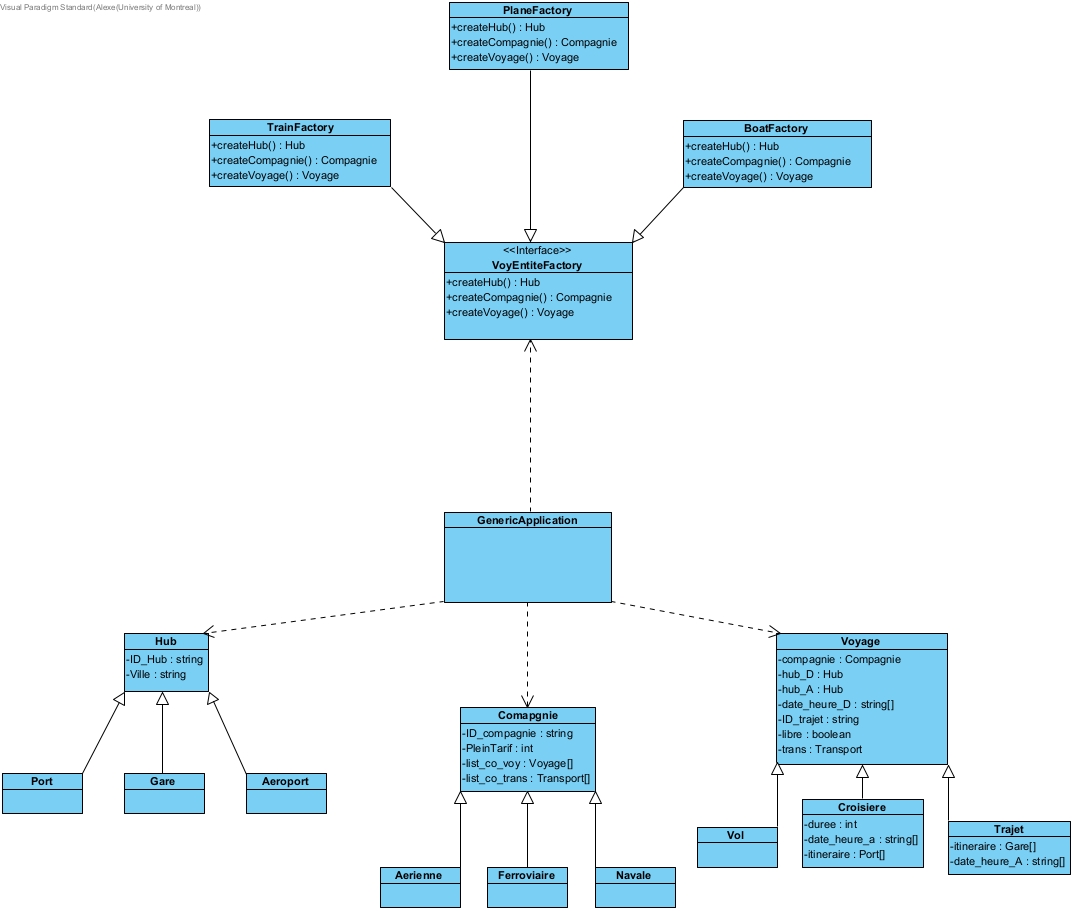 Visual Paradigm Standard(Alexe(University of Montreal))
PlaneFactory
+createHub() : Hub
+createCompagnie() : Compagnie
+createVoyage() : Voyage
TrainFactory
+createHub() : Hub
+createCompagnie() : Compagnie
+createVoyage() : Voyage
BoatFactory
+createHub() : Hub
+createCompagnie() : Compagnie
+createVoyage() : Voyage
<<Interface>>
VoyEntiteFactory
+createHub() : Hub
+createCompagnie() : Compagnie
+createVoyage() : Voyage
GenericApplication
Hub
-ID_Hub : string
-Ville : string
Voyage
-compagnie : Compagnie
-hub_D : Hub
-hub_A : Hub
-date_heure_D : string[]
-ID_trajet : string
-libre : boolean
-trans : Transport
Comapgnie
-ID_compagnie : string
-PleinTarif : int
-list_co_voy : Voyage[]
-list_co_trans : Transport[]
Port
Gare
Aeroport
Vol
Croisiere
-duree : int
-date_heure_a : string[]
-itineraire : Port[]
Trajet
-itineraire : Gare[]
-date_heure_A : string[]
Aerienne
Ferroviaire
Navale